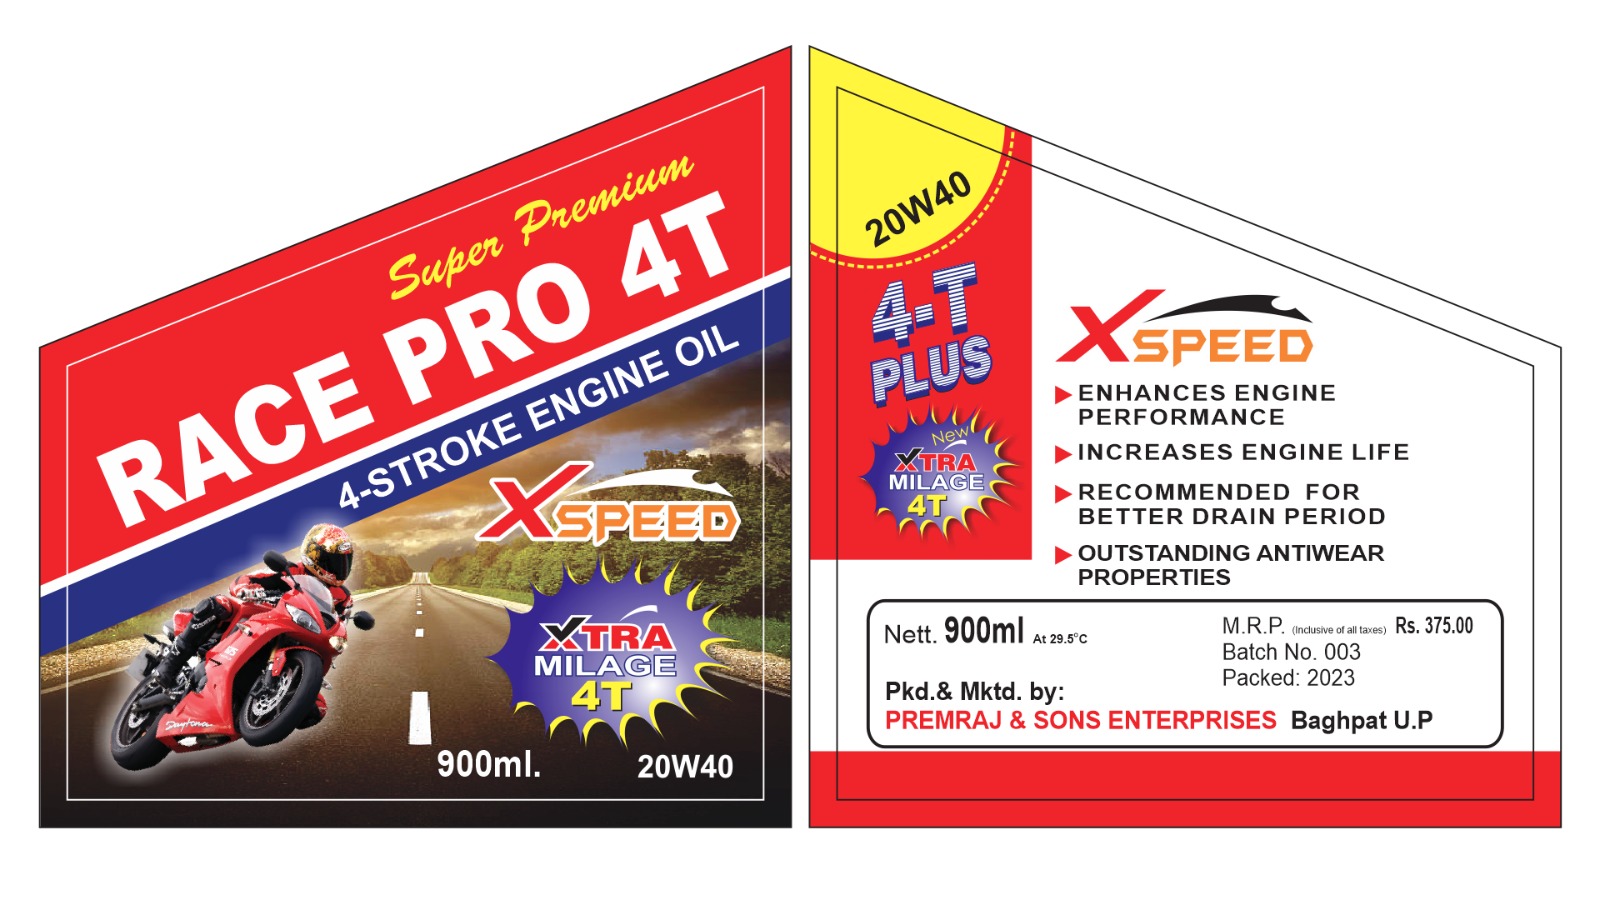 Super Premium
RACE PRO 4T
4-STROKE ENGINE OIL
XSPEED
XTRA
MILAGE
4T
Daytona
900ml.
20W40
20W40
4-T
PLUS
New
XTRA
MILAGE
4T
XSPEED
ENHANCES ENGINE
PERFORMANCE
INCREASES ENGINE LIFE
RECOMMENDED FOR
BETTER DRAIN PERIOD
OUTSTANDING ANTIWEAR
PROPERTIES
Nett. 900ml At 29.5°C
M.R.P. (Inclusive of all taxes) Rs. 375.00
Batch No. 003
Packed: 2023
Pkd.& Mktd. by:
PREMRAJ & SONS ENTERPRISES Baghpat U.P